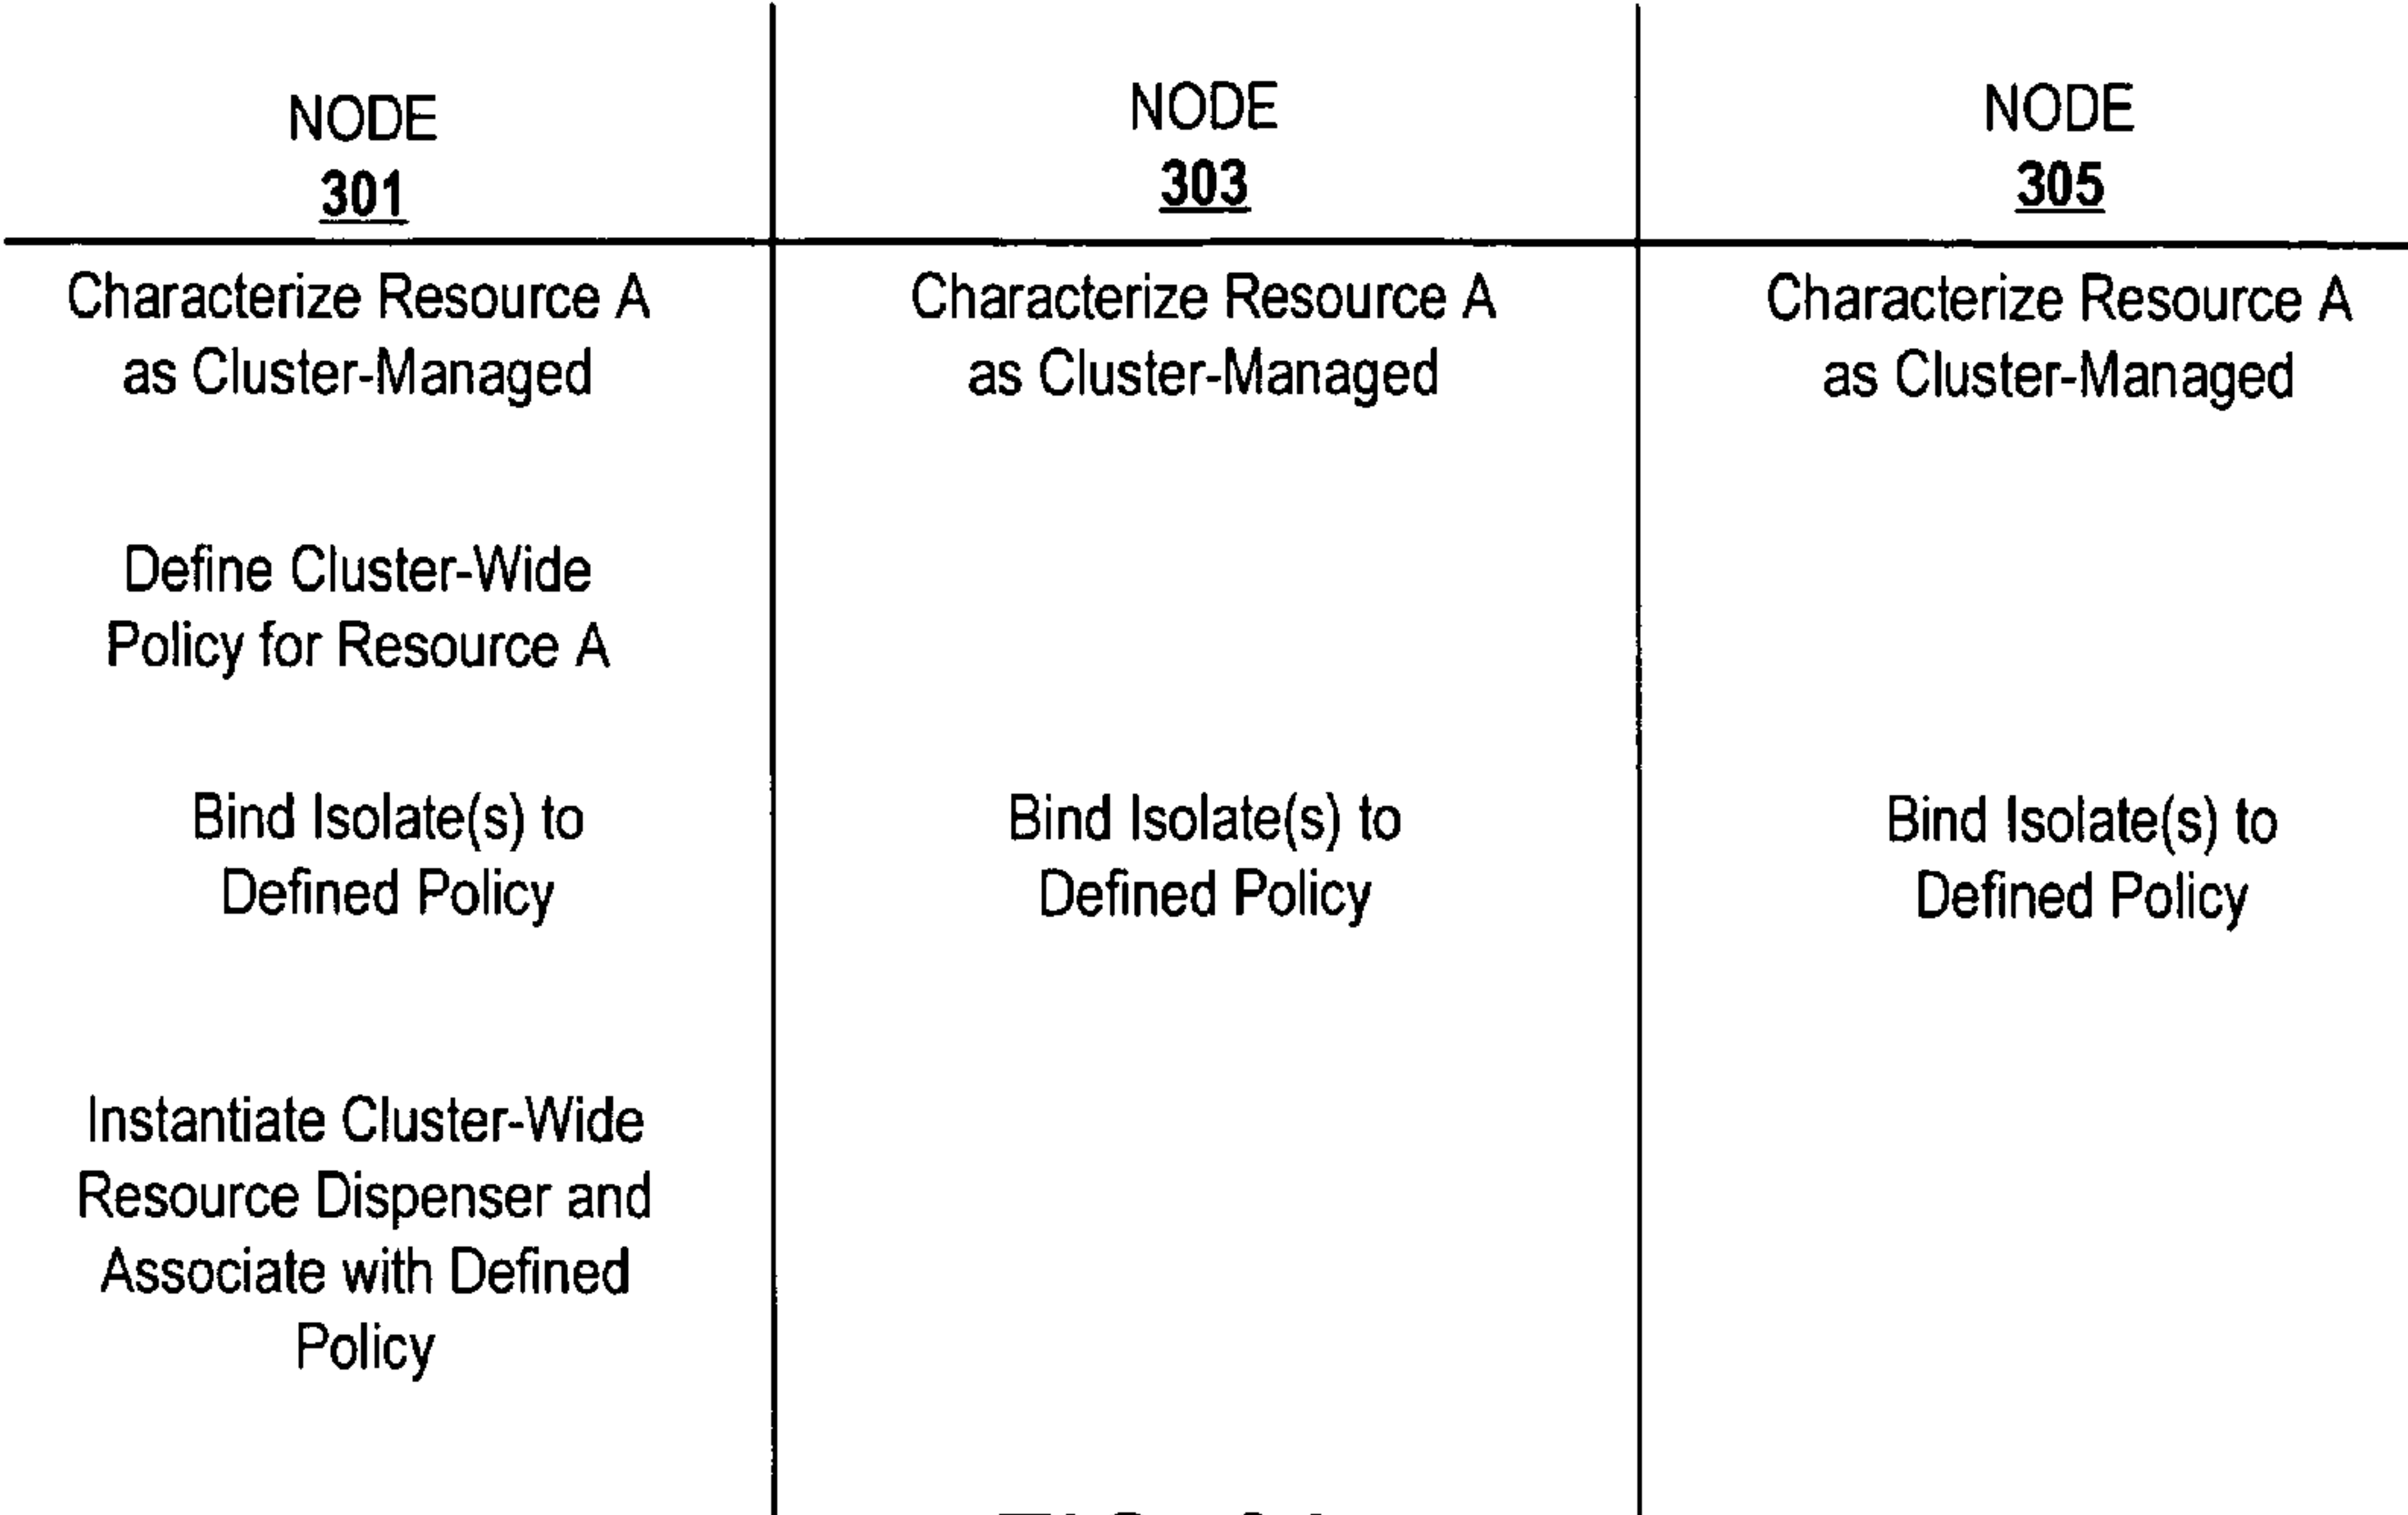 NODE
301
NODE
303
NODE
305
Characterize Resource A
as Cluster-Managed
Characterize Resource A
as Cluster-Managed
Characterize Resource A
as Cluster-Managed
Define Cluster-Wide
Policy for Resource A
Bind Isolate(s) to
Defined Policy
Bind Isolate(s) to
Defined Policy
Bind Isolate(s) to
Defined Policy
Instantiate Cluster-Wide
Resource Dispenser and
Associate with Defined
Policy